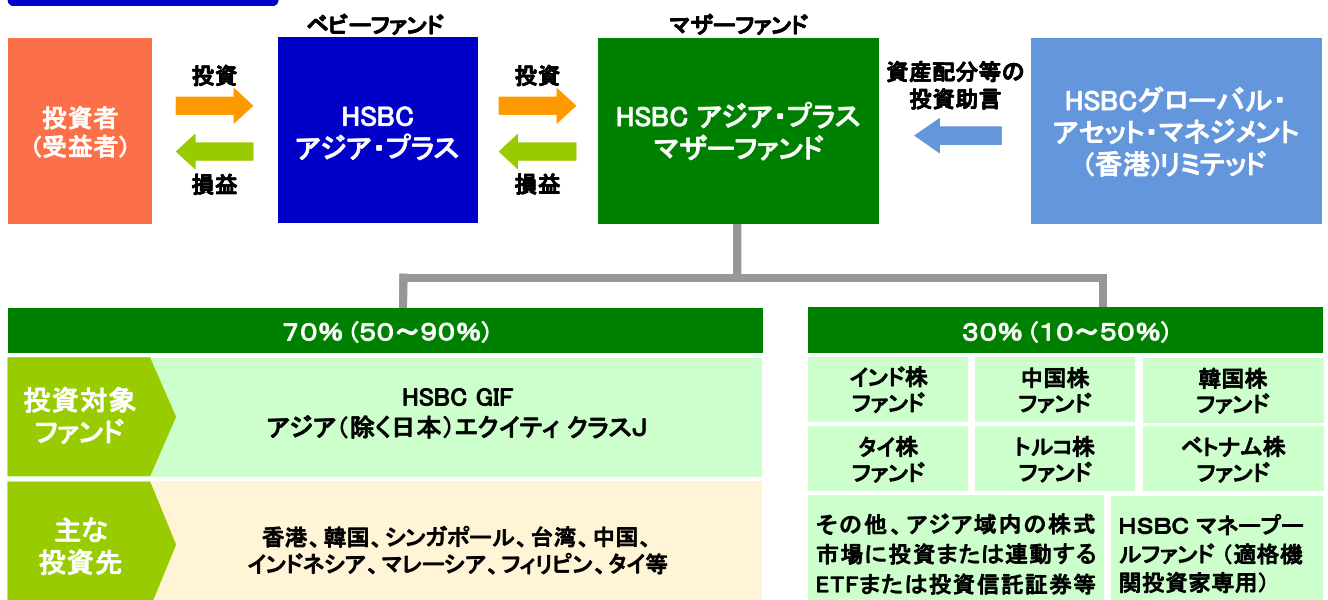 ベビーファンド
マザーファンド
投資者
(受益者)
投資
損益
HSBC
アジア・プラス
投資
損益
HSBC アジア・プラス
マザーファンド
資産配分等の
投資助言
HSBCグローバル・
アセット・マネジメント
(香港)リミテッド
70% (50～90%)
投資対象
ファンド
HSBC GIF
アジア(除く日本)エクイティ クラスJ
主な
投資先
香港、韓国、シンガポール、台湾、中国、
インドネシア、マレーシア、フィリピン、タイ等
30% (10～50%)
インド株
ファンド
中国株
ファンド
韓国株
ファンド
タイ株
ファンド
トルコ株
ファンド
ベトナム株
ファンド
その他、アジア域内の株式
市場に投資または連動する
ETFまたは投資信託証券等
HSBC マネープー
ルファンド (適格機
関投資家専用)